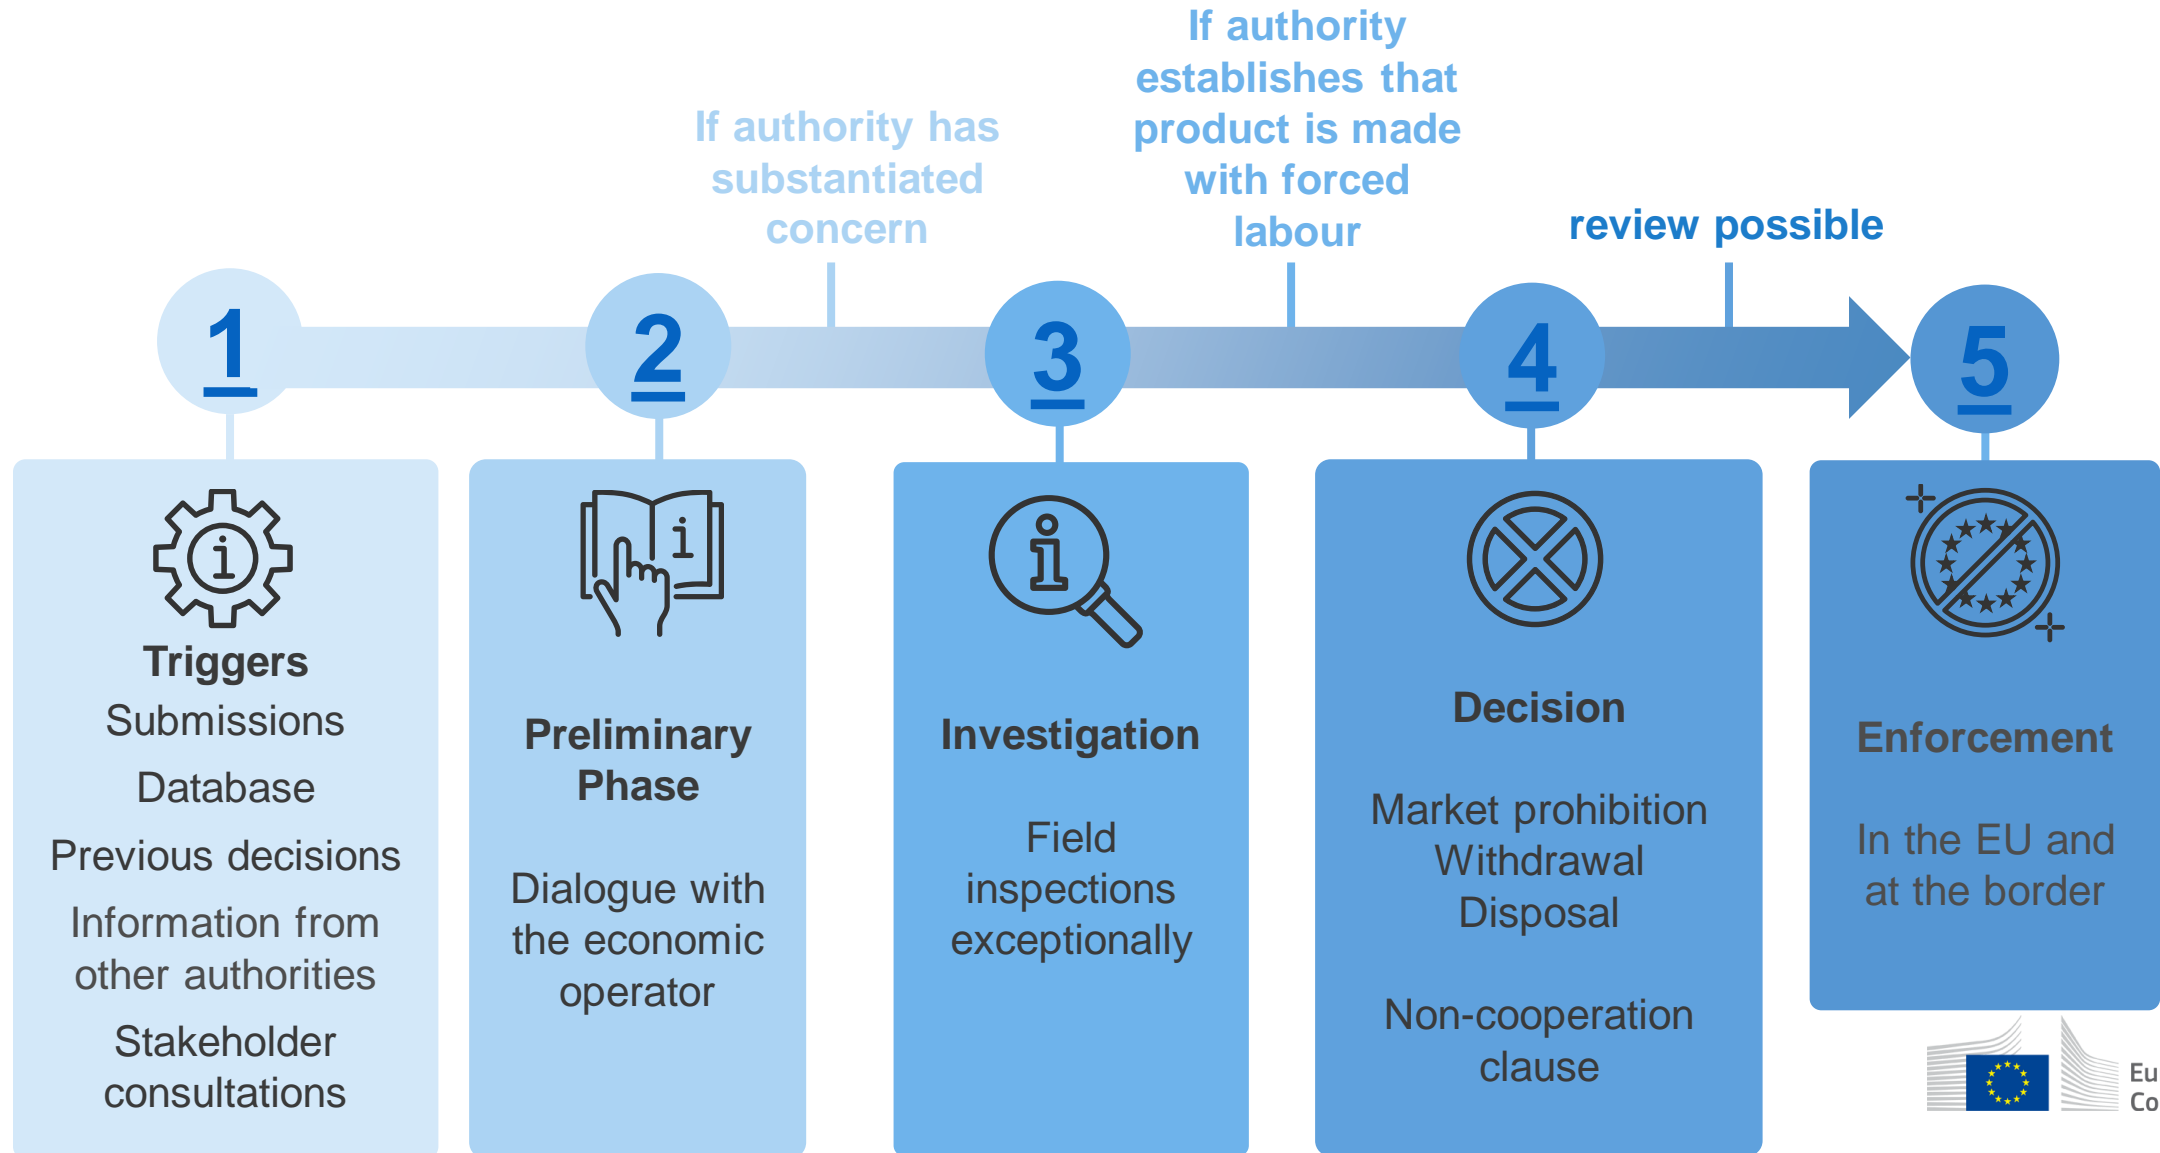 If authority has
substantiated
concern
If authority
establishes that
product is made
with forced
labour
review possible
1
2
3
4
5
Triggers
Submissions
Database
Previous decisions
Information from
other authorities
Stakeholder
consultations
Preliminary
Phase
Dialogue with
the economic
operator
Investigation
Field
inspections
exceptionally
Decision
Market prohibition
Withdrawal
Disposal
Non-cooperation
clause
Enforcement
In the EU and
at the border
Eu
Co